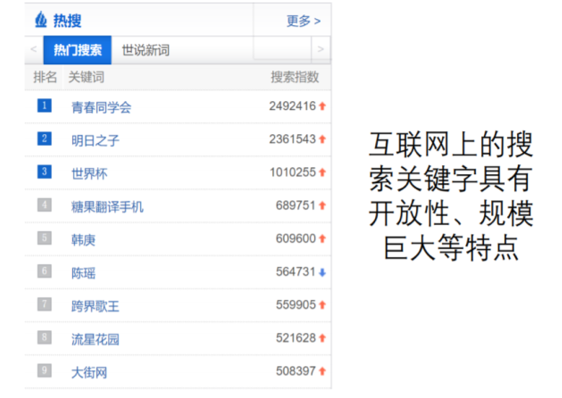 热搜 更多 >
< 热门搜索 世说新词 >
排名 关键词 搜索指数
1 青春同学会 2492416
2 明日之子 2361543
3 世界杯 1010255
4 糖果翻译手机 689751
5 韩庚 609600
6 陈瑶 564731
7 跨界歌王 559905
8 流星花园 521628
9 大街网 508397
互联网上的搜
索关键字具有
开放性、规模
巨大等特点